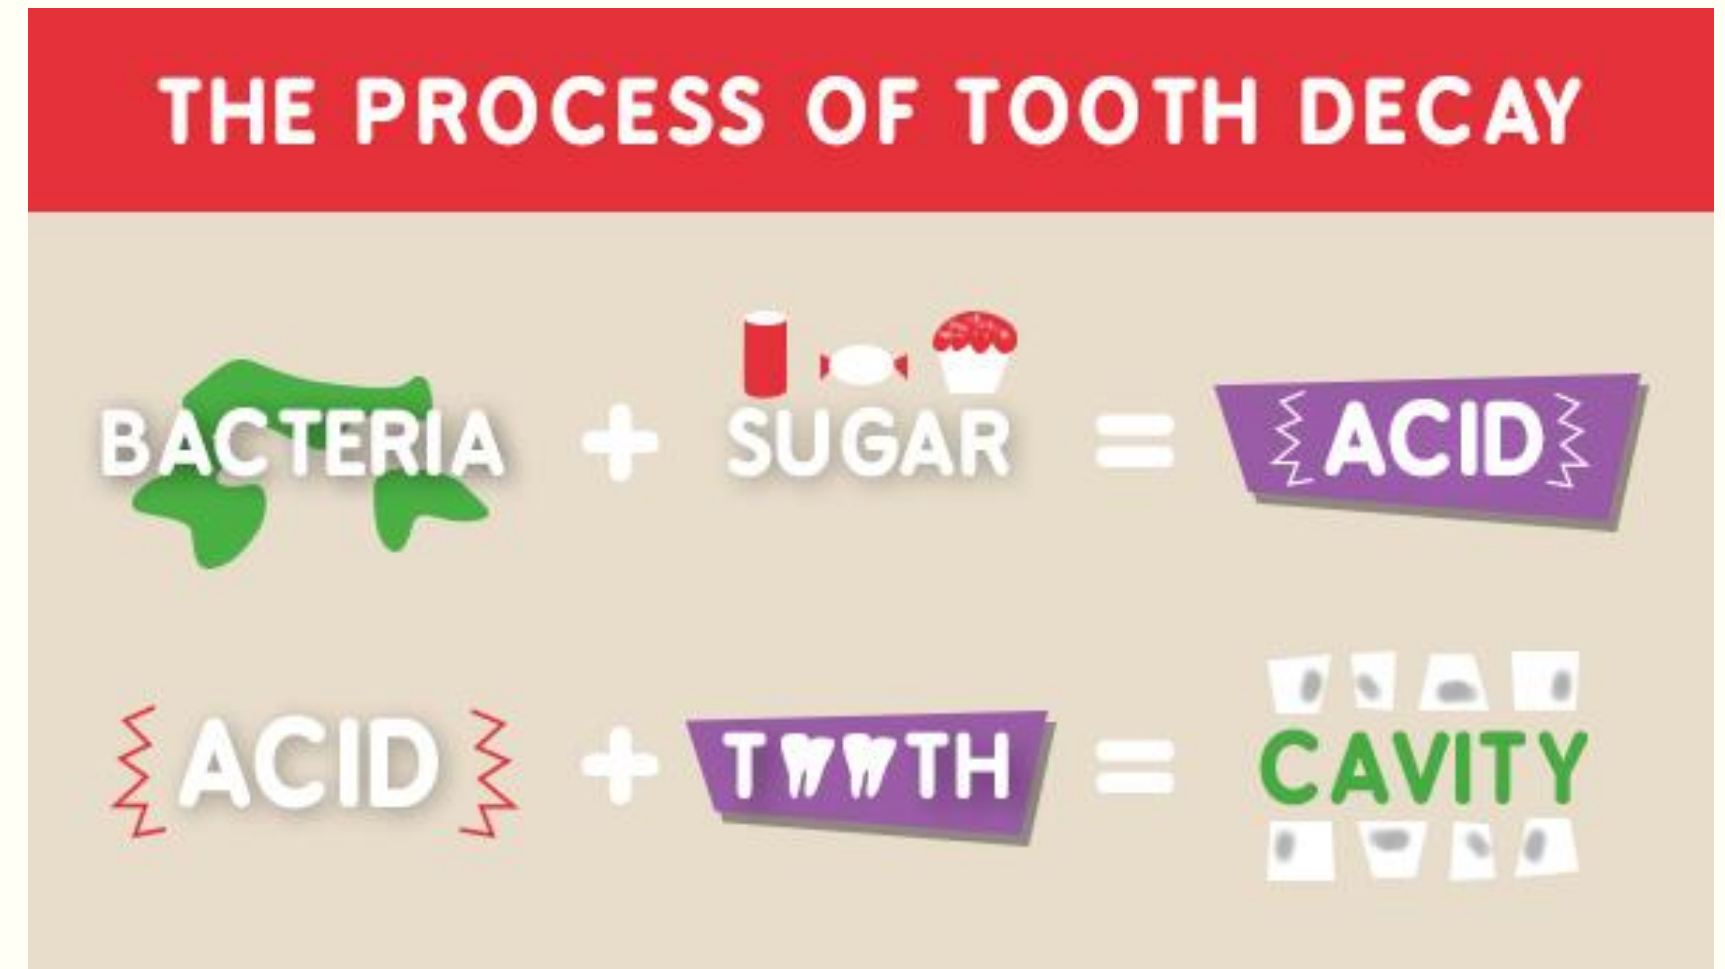 THE PROCESS OF TOOTH DECAY
BACTERIA + SUGAR = ACID
ACID + TOOTH = CAVITY